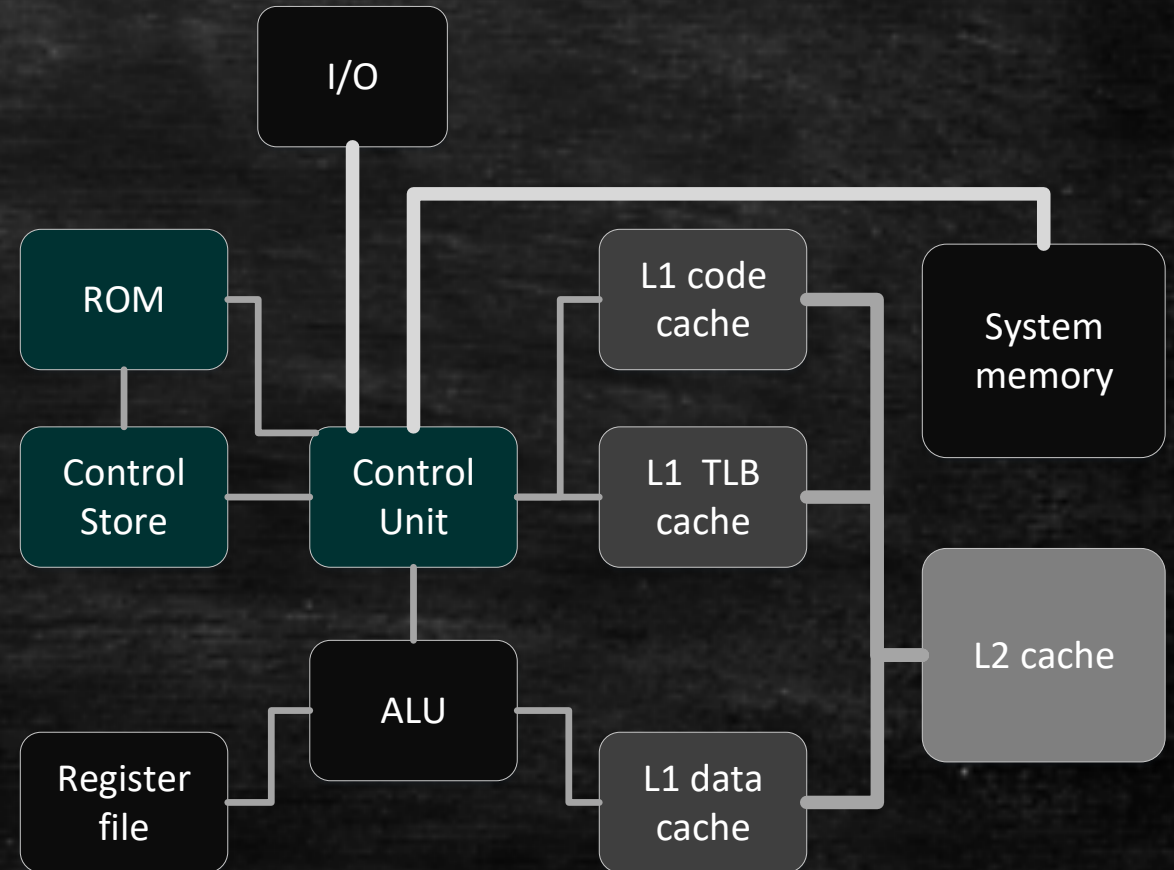 I/O
ROM
L1 code
cache
System
memory
Control
Store
Control
Unit
L1 TLB
cache
L2 cache
ALU
Register
file
L1 data
cache